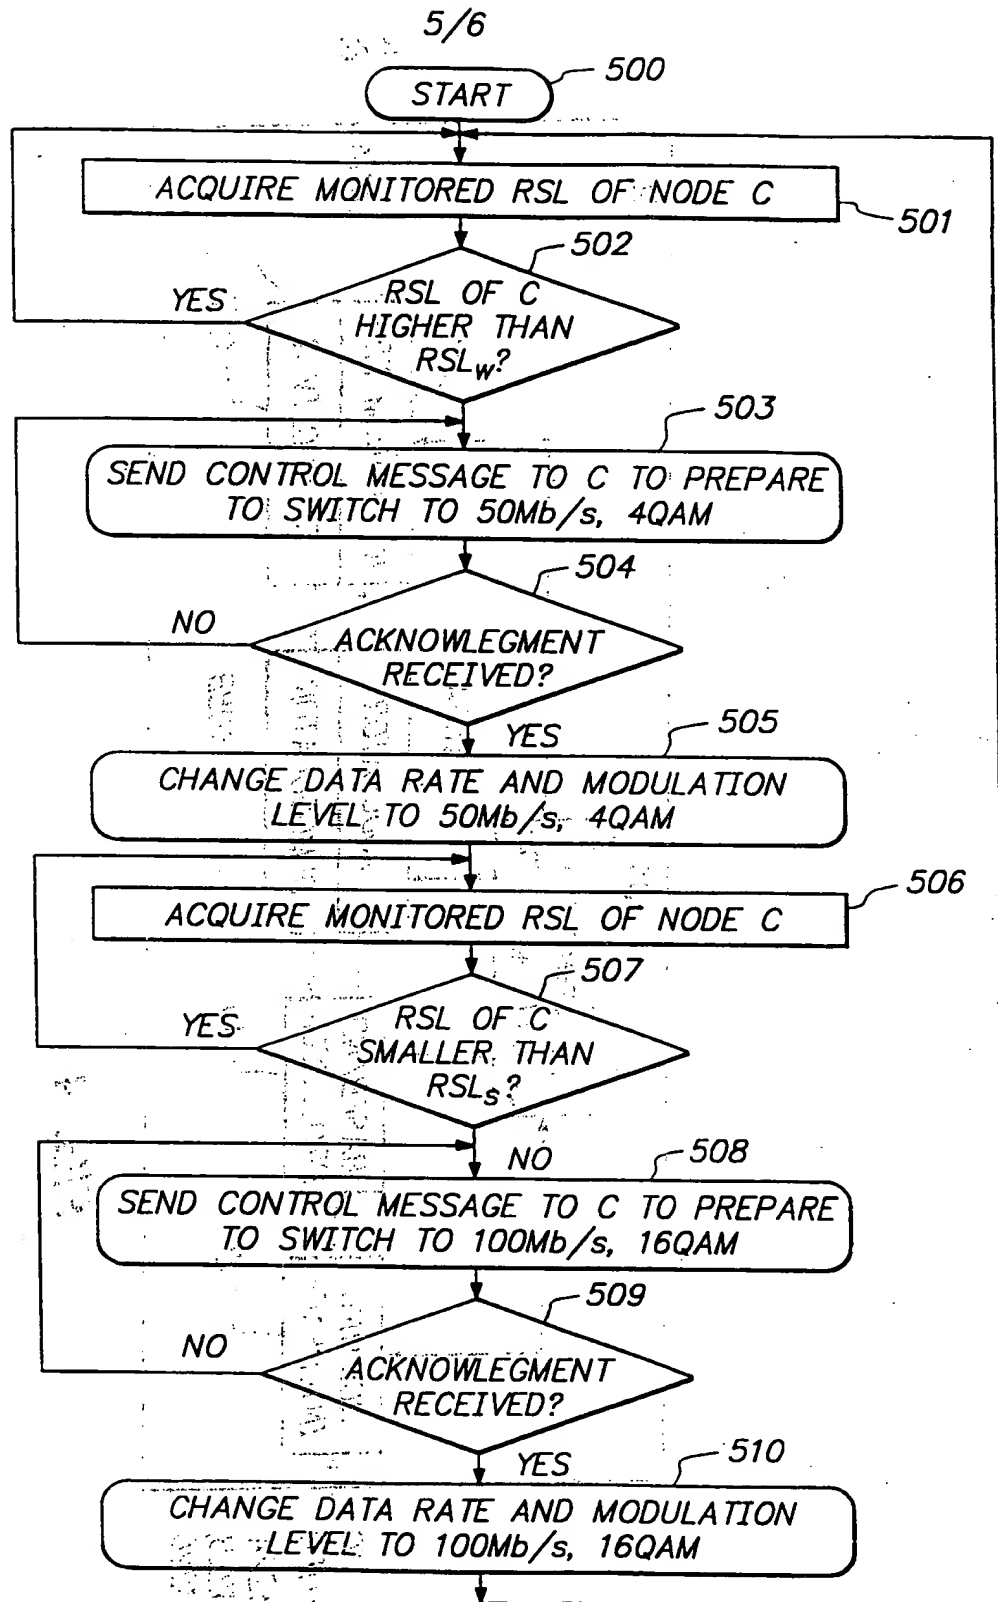 5/6
500
START
ACQUIRE MONITORED RSL OF NODE C
501
502
YES
RSL OF C
HIGHER THAN
RSLw?
503
SEND CONTROL MESSAGE TO C TO PREPARE
TO SWITCH TO 50Mb/s, 4QAM
504
NO
ACKNOWLEGMENT
RECEIVED?
YES
505
CHANGE DATA RATE AND MODULATION
LEVEL TO 50Mb/s, 4QAM
506
ACQUIRE MONITORED RSL OF NODE C
507
YES
RSL OF C
SMALLER THAN
RSLs?
NO
508
SEND CONTROL MESSAGE TO C TO PREPARE
TO SWITCH TO 100Mb/s, 16QAM
509
NO
ACKNOWLEGMENT
RECEIVED?
YES
510
CHANGE DATA RATE AND MODULATION
LEVEL TO 100Mb/s, 16QAM